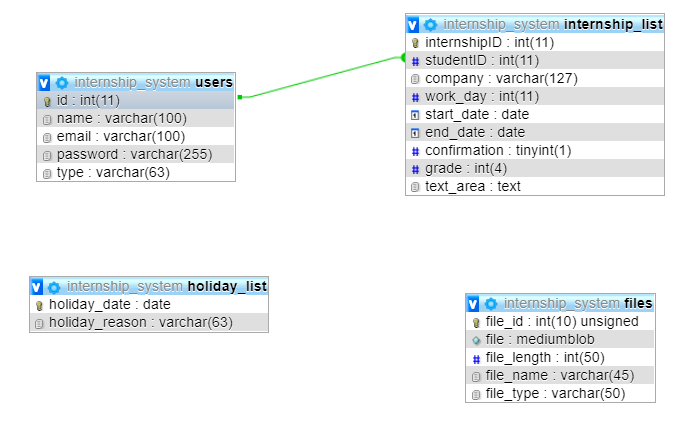 internship_system internship_list
internshipID : int(11)
studentID : int(11)
company : varchar(127)
work_day : int(11)
start_date : date
end_date : date
confirmation : tinyint(1)
grade : int(4)
text_area : text
internship_system users
id : int(11)
name : varchar(100)
email : varchar(100)
password : varchar(255)
type : varchar(63)
internship_system holiday_list
holiday_date : date
holiday_reason : varchar(63)
internship_system files
file_id : int(10) unsigned
file : mediumblob
file_length : int(50)
file_name : varchar(45)
file_type : varchar(50)